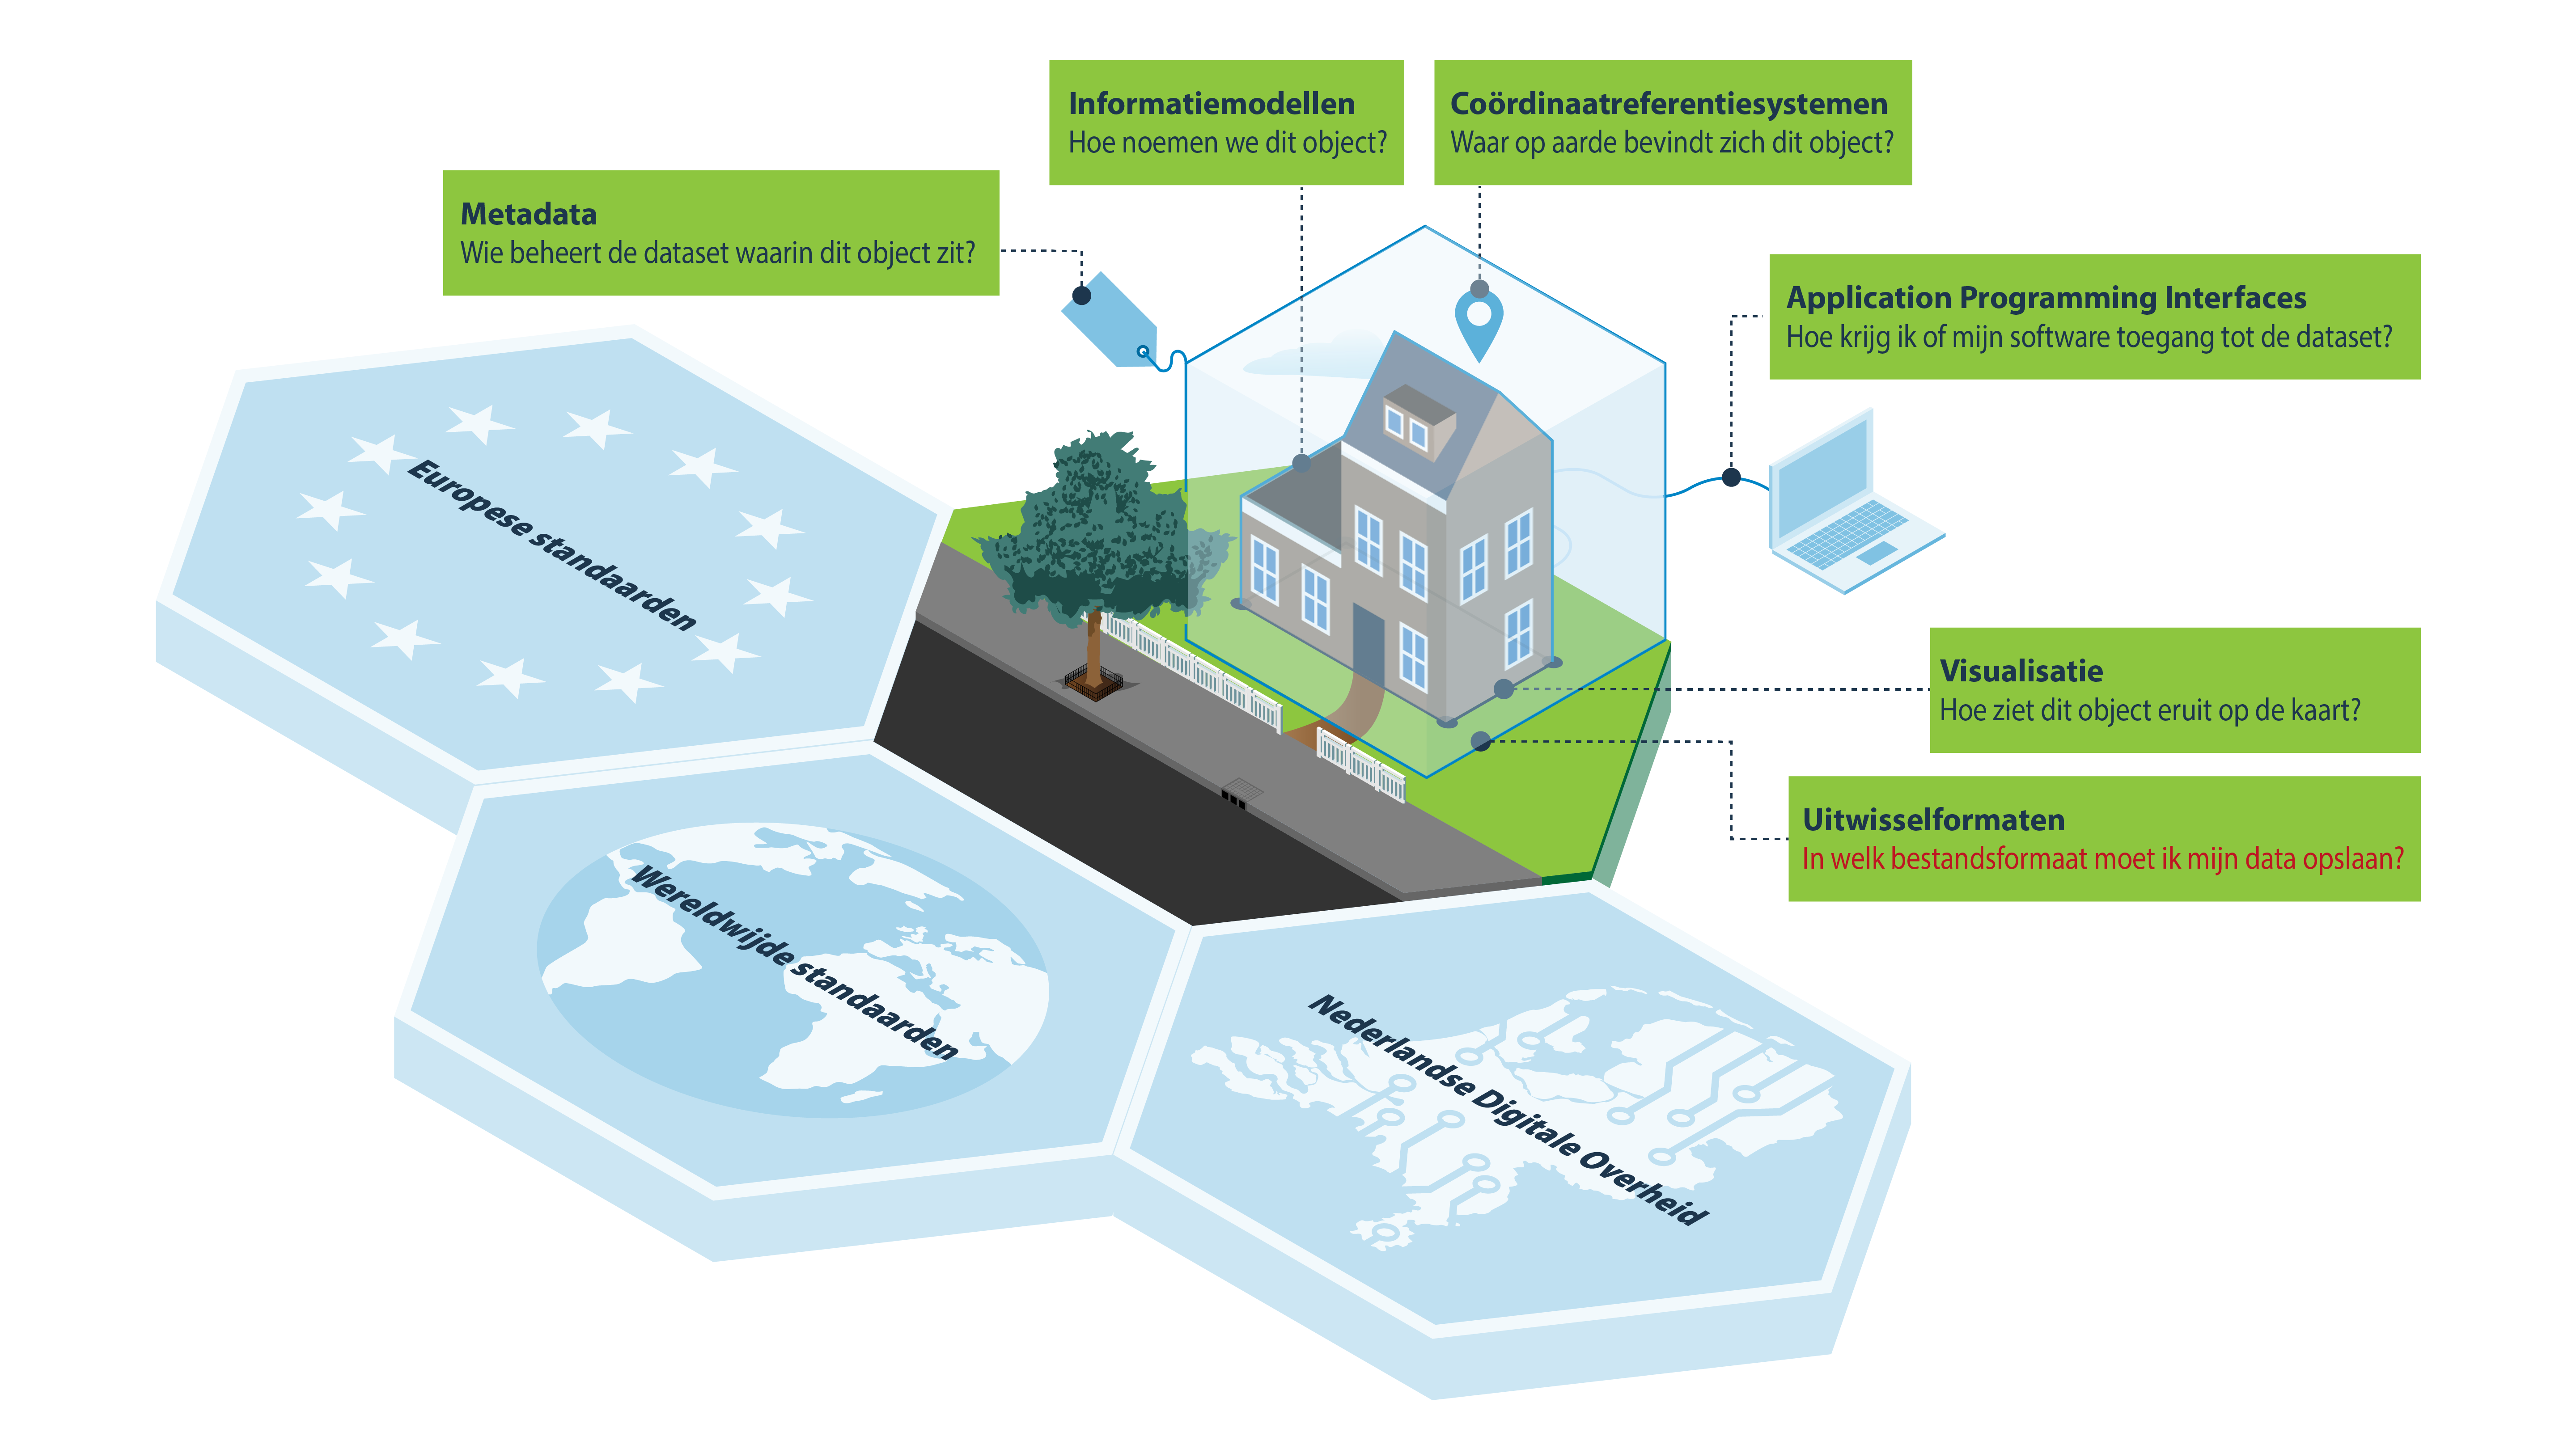 Informatiemodellen
Hoe noemen we dit object?
Coördinaatreferentiesystemen
Waar op aarde bevindt zich dit object?
Metadata
Wie beheert de dataset waarin dit object zit?
Application Programming Interfaces
Hoe krijg ik of mijn software toegang tot de dataset?
Europese standaarden
Visualisatie
Hoe ziet dit object eruit op de kaart?
Uitwisselformaten
In welk bestandsformaat moet ik mijn data opslaan?
Wereldwijde standaarden
Nederlandse Digitale Overheid